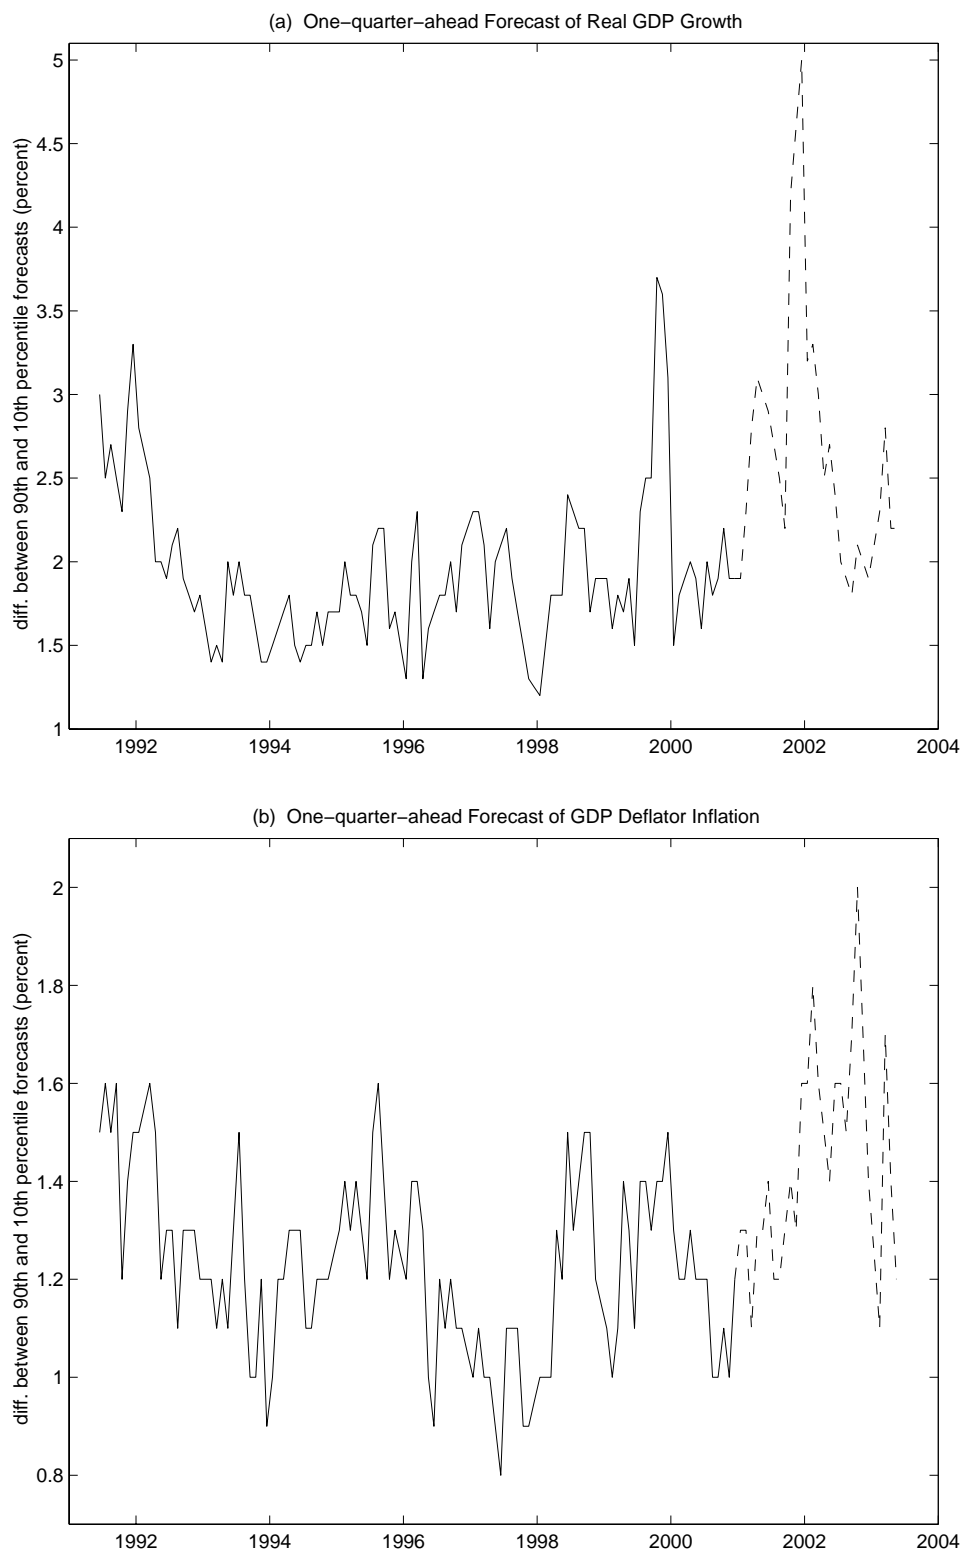 (a) One−quarter−ahead Forecast of Real GDP Growth
diff. between 90th and 10th percentile forecasts (percent)
5
4.5
4
3.5
3
2.5
2
1.5
1
1992 1994 1996 1998 2000 2002 2004
(b) One−quarter−ahead Forecast of GDP Deflator Inflation
diff. between 90th and 10th percentile forecasts (percent)
2
1.8
1.6
1.4
1.2
1
0.8
1992 1994 1996 1998 2000 2002 2004